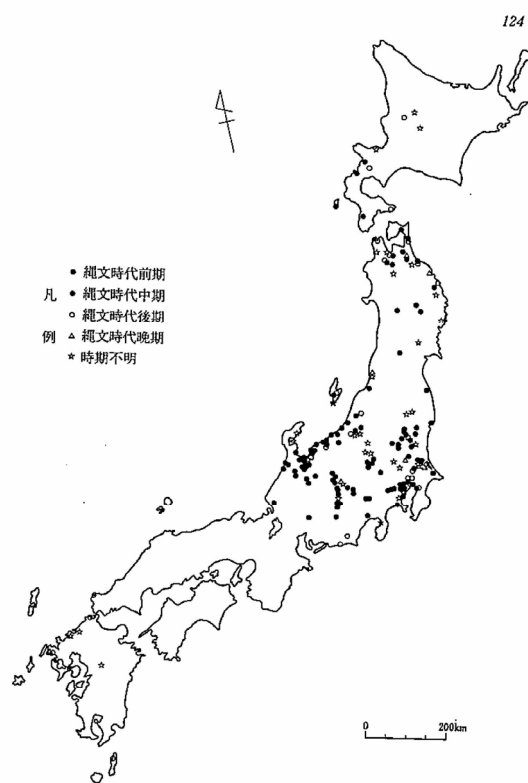 124
● 縄文時代前期
凡 ● 縄文時代中期
○ 縄文時代後期
例 △ 縄文時代晩期
☆ 時期不明
0 200km